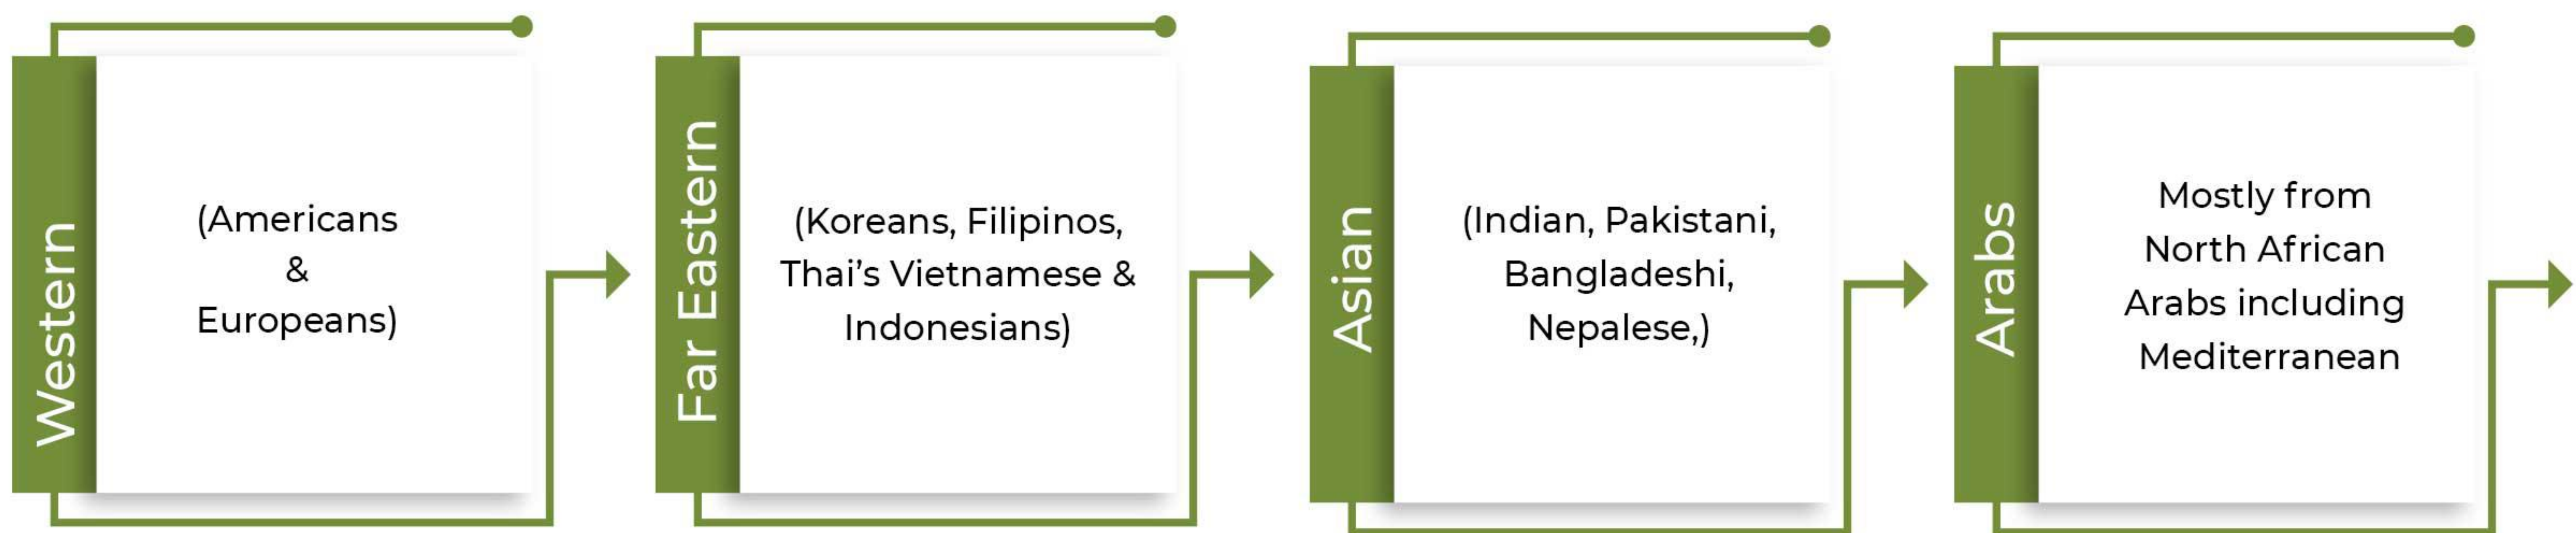 Western
(Americans
&
Europeans)
Far Eastern
(Koreans, Filipinos,
Thai’s Vietnamese &
Indonesians)
Asian
(Indian, Pakistani,
Bangladeshi,
Nepalese,)
Arabs
Mostly from
North African
Arabs including
Mediterranean